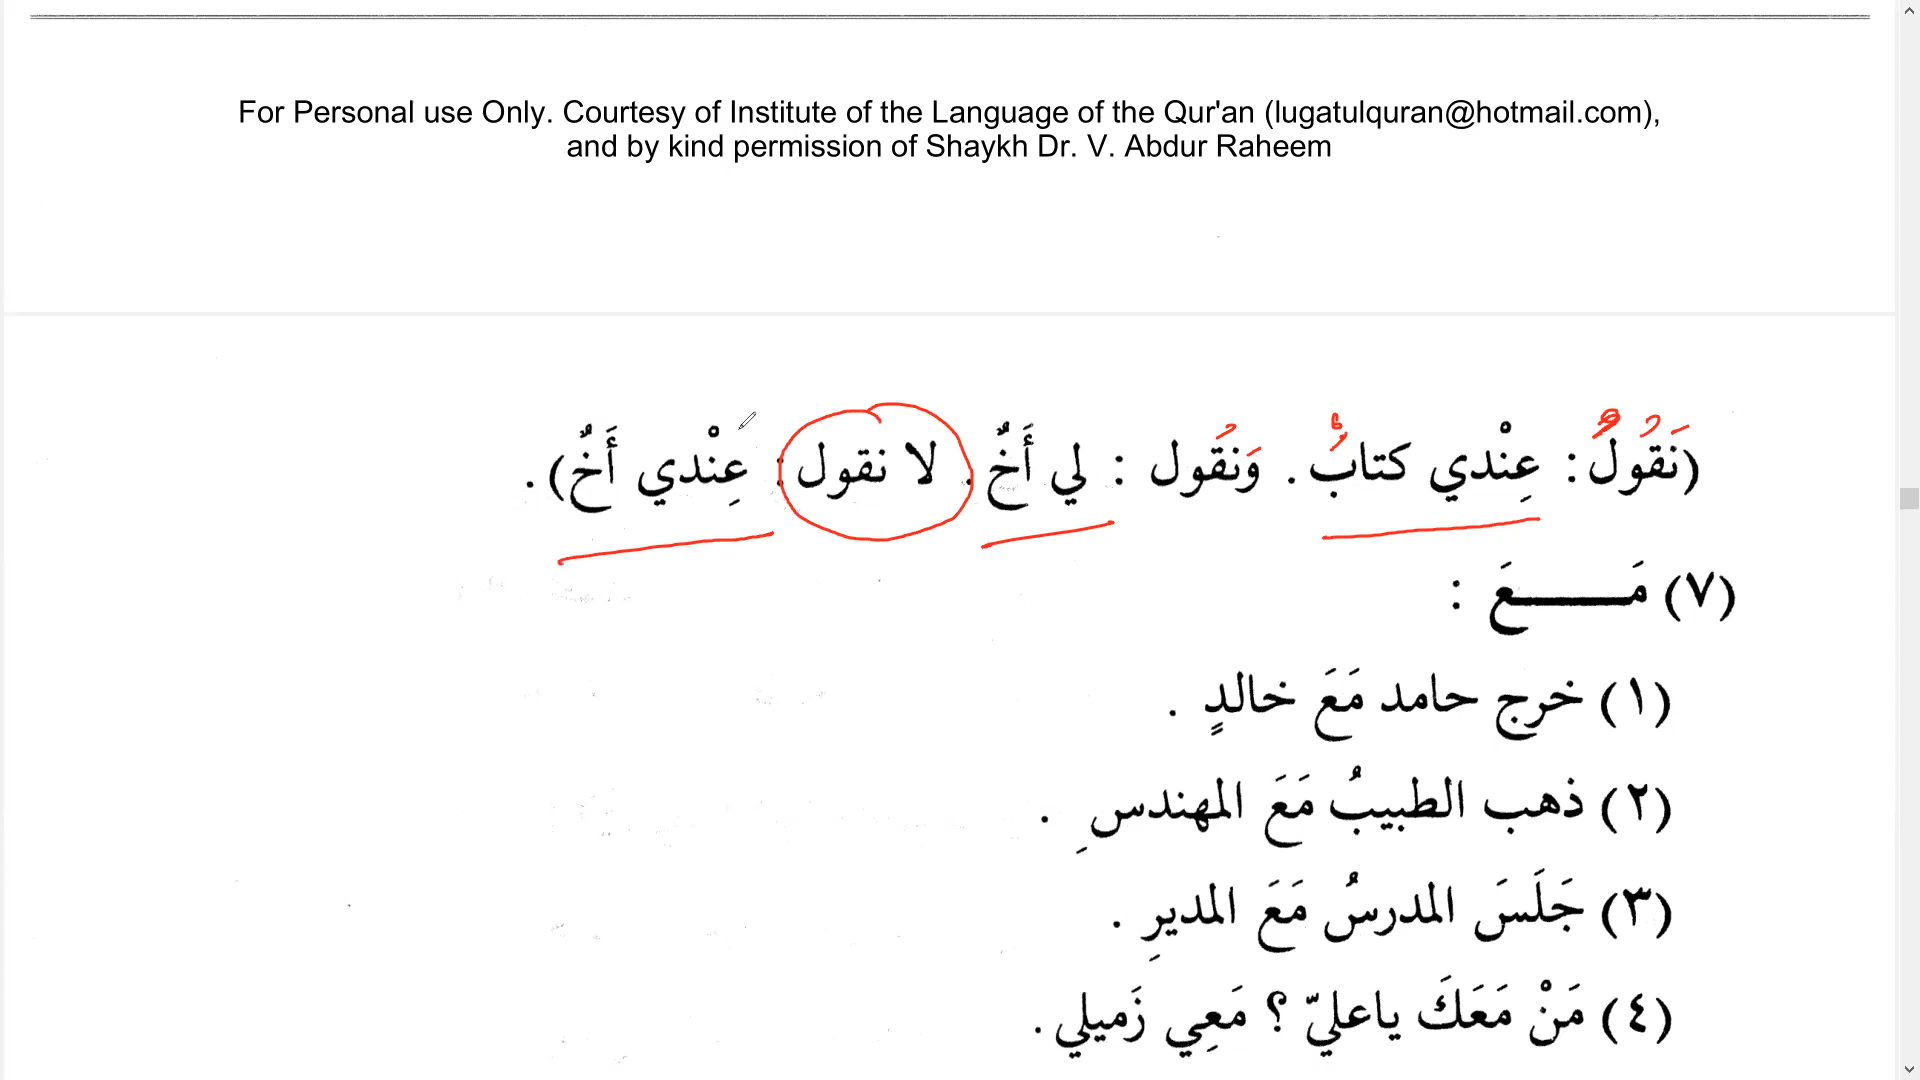 For Personal use Only. Courtesy of Institute of the Language of the Qur'an (lugatulquran@hotmail.com),
and by kind permission of Shaykh Dr. V. Abdur Raheem
(نَقُولُ : عِنْدي كتابٌ . وَنَقُول : لي أَخٌ . لا نقول : عِنْدي أَخٌ) .
(٧) مَـــــعَ :
(١) خرج حامد مَعَ خالدٍ .
(٢) ذهب الطبيبُ مَعَ المهندسِ .
(٣) جَلَسَ المدرسُ مَعَ المديرِ .
(٤) مَنْ مَعَكَ ياعليّ ؟ مَعِي زَميلي .